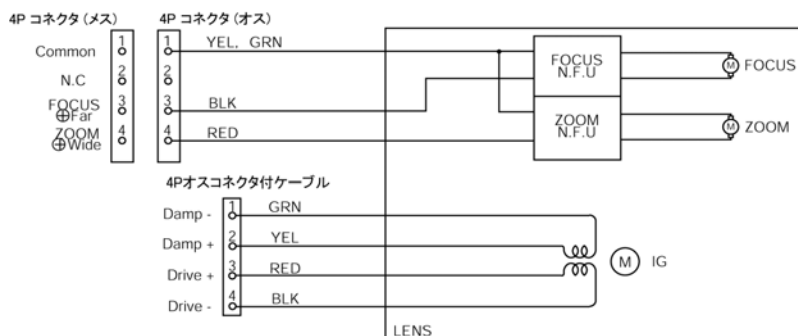 4P コネクタ (メス)
4P コネクタ (オス)
Common 1 1 YEL, GRN
N.C 2 2
FOCUS ⊕Far 3 3 BLK
ZOOM ⊕Wide 4 4 RED
FOCUS
N.F.U
M FOCUS
ZOOM
N.F.U
M ZOOM
4Pオスコネクタ付ケーブル
Damp - 1 GRN
Damp + 2 YEL
Drive + 3 RED
Drive - 4 BLK
M IG
LENS